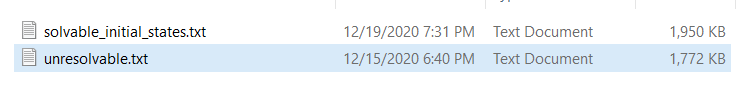 solvable_initial_states.txt 12/19/2020 7:31 PM Text Document 1,950 KB
unresolvable.txt 12/15/2020 6:40 PM Text Document 1,772 KB